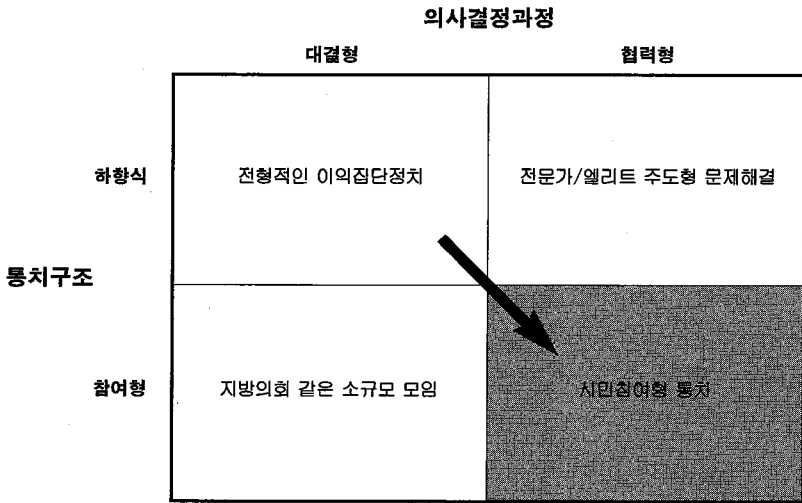 의사결정과정
대결형 협력형
하향식 전형적인 이익집단정치 전문가/엘리트 주도형 문제해결
통치구조
참여형 지방의회 같은 소규모 모임 시민참여형 통치